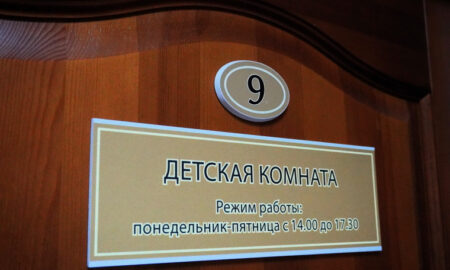 9
ДЕТСКАЯ КОМНАТА
Режим работы:
понедельник-пятница с 14.00 до 17.30